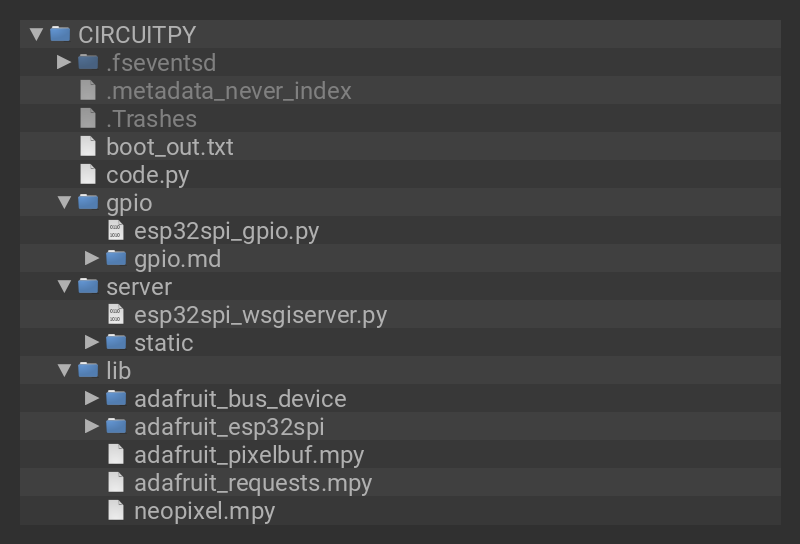 CIRCUITPY
.fseventsd
.metadata_never_index
.Trashes
boot_out.txt
code.py
gpio
esp32spi_gpio.py
gpio.md
server
esp32spi_wsgiserver.py
static
lib
adafruit_bus_device
adafruit_esp32spi
adafruit_pixelbuf.mpy
adafruit_requests.mpy
neopixel.mpy